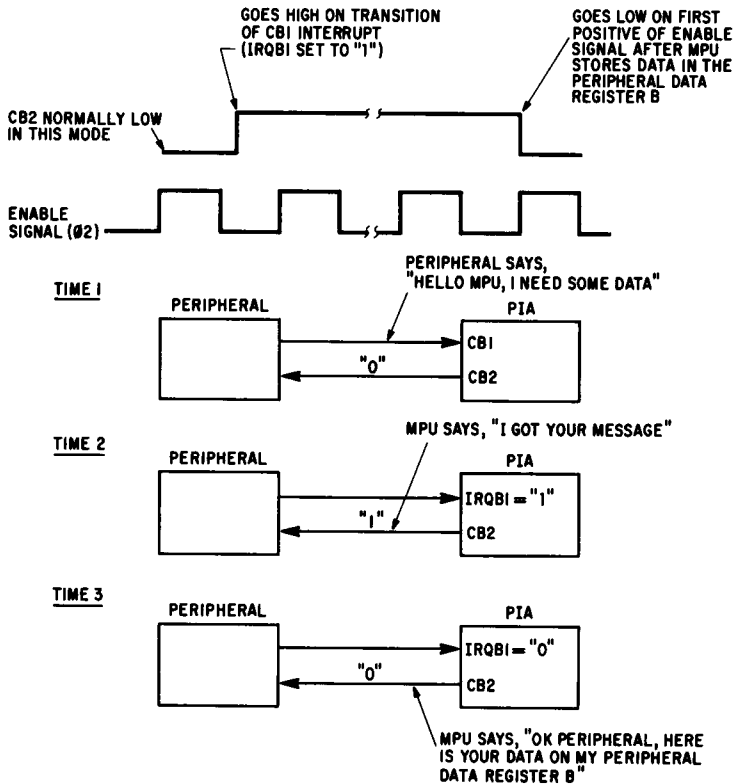 GOES HIGH ON TRANSITION
OF CB1 INTERRUPT
(IRQB1 SET TO "1")
GOES LOW ON FIRST
POSITIVE OF ENABLE
SIGNAL AFTER MPU
STORES DATA IN THE
PERIPHERAL DATA
REGISTER B
CB2 NORMALLY LOW
IN THIS MODE
ENABLE
SIGNAL (Ø2)
TIME 1
PERIPHERAL SAYS,
"HELLO MPU, I NEED SOME DATA"
PERIPHERAL
PIA
CB1
"0"
CB2
TIME 2
MPU SAYS, "I GOT YOUR MESSAGE"
PERIPHERAL
PIA
IRQB1 = "1"
"1"
CB2
TIME 3
PERIPHERAL
PIA
IRQB1 = "0"
"0"
CB2
MPU SAYS, "OK PERIPHERAL, HERE
IS YOUR DATA ON MY PERIPHERAL
DATA REGISTER B"